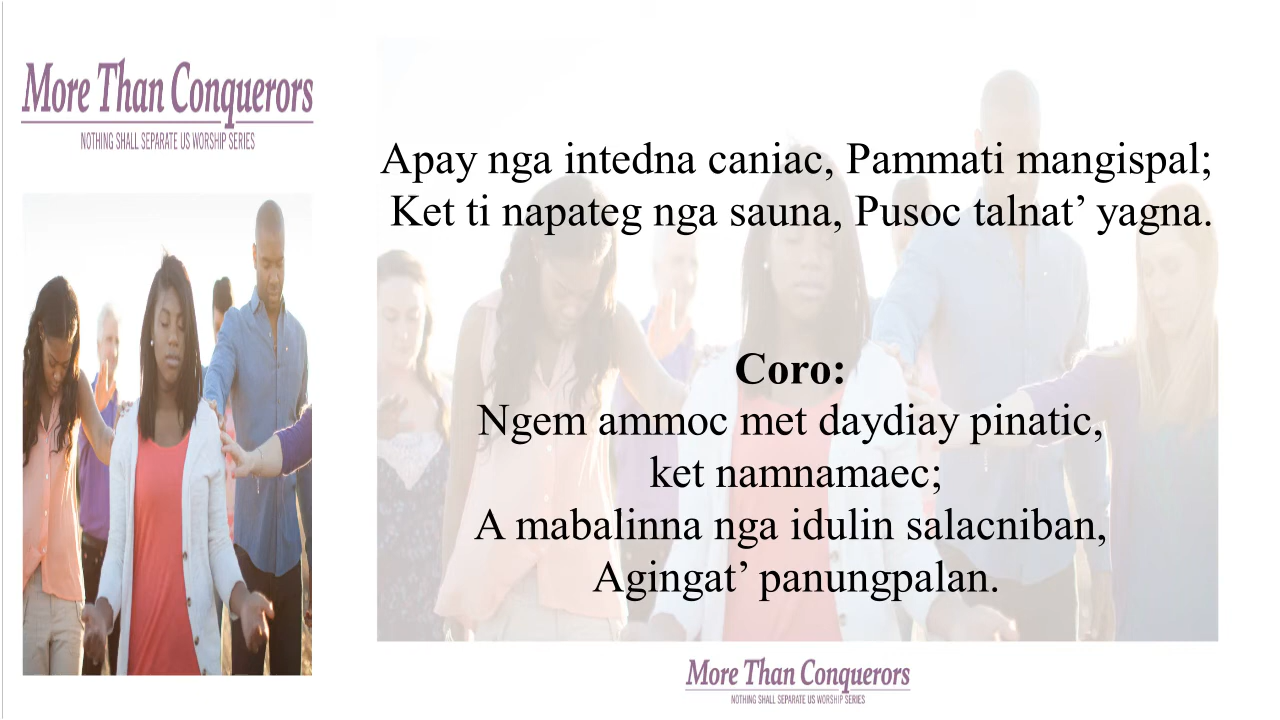 More Than Conquerors
NOTHING SHALL SEPARATE US WORSHIP SERIES
Apay nga intedna caniac, Pammati mangispal;
Ket ti napateg nga sauna, Pusoc talnat’ yagna.
Coro:
Ngem ammoc met daydiay pinatic,
ket namnamaec;
A mabalinna nga idulin salacniban,
Agingat’ panungpalan.
More Than Conquerors
NOTHING SHALL SEPARATE US WORSHIP SERIES